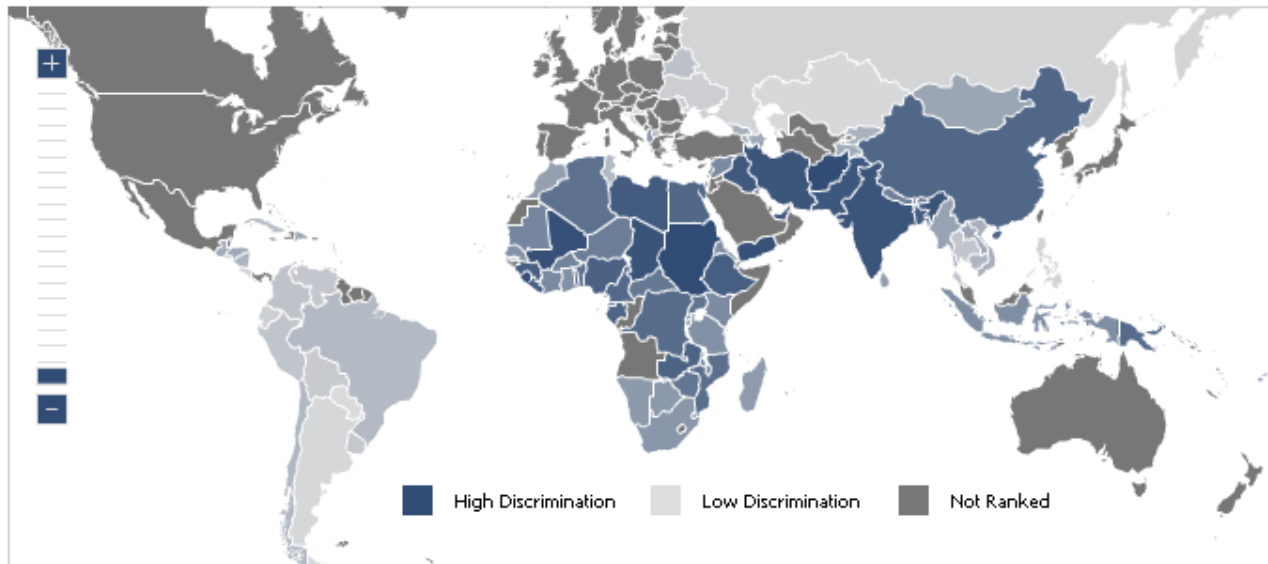 +
−
High Discrimination
Low Discrimination
Not Ranked